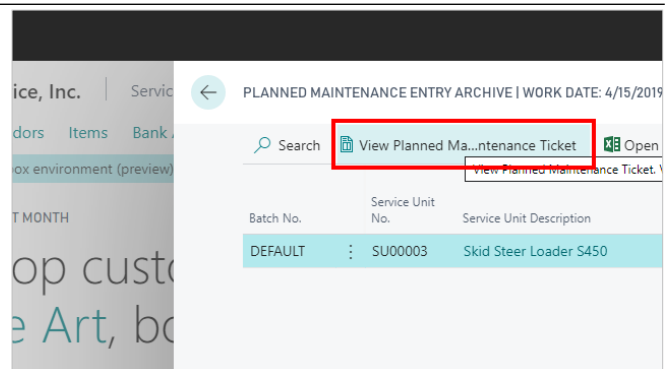 ice, Inc. Servic
PLANNED MAINTENANCE ENTRY ARCHIVE | WORK DATE: 4/15/2019
dors Items Bank
Search View Planned Ma...ntenance Ticket Open
View Planned Maintenance Ticket.
ox environment (preview)
T MONTH
Batch No. Service Unit No. Service Unit Description
DEFAULT SU00003 Skid Steer Loader S450
op custo
e Art, bo